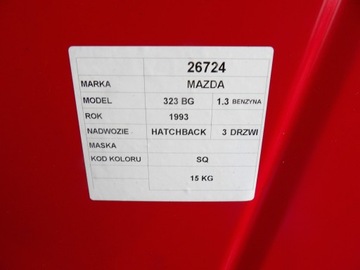 26724
MARKA MAZDA
MODEL 323 BG 1.3 BENZYNA
ROK 1993
NADWOZIE HATCHBACK 3 DRZWI
MASKA
KOD KOLORU SQ
15 KG